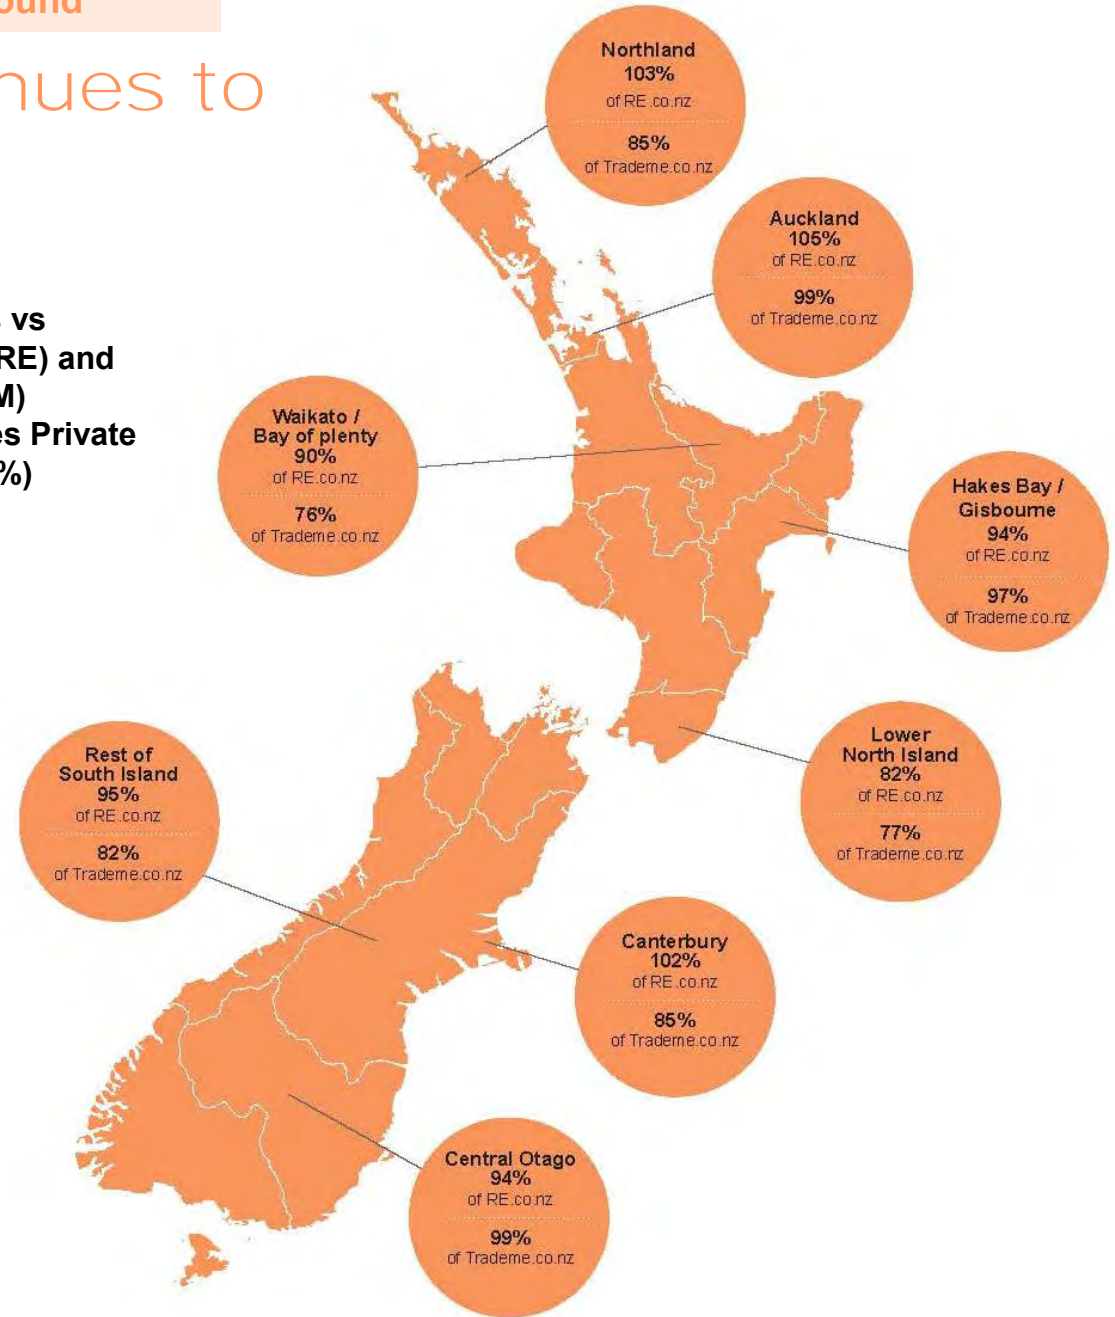 ound
nues to
s vs
RE) and
M)
es Private
%)
Northland
103%
of RE.co.nz
85%
of Trademe.co.nz
Auckland
105%
of RE.co.nz
99%
of Trademe.co.nz
Waikato /
Bay of plenty
90%
of RE.co.nz
76%
of Trademe.co.nz
Hakes Bay /
Gisbourne
94%
of RE.co.nz
97%
of Trademe.co.nz
Lower
North Island
82%
of RE.co.nz
77%
of Trademe.co.nz
Rest of
South Island
95%
of RE.co.nz
82%
of Trademe.co.nz
Canterbury
102%
of RE.co.nz
85%
of Trademe.co.nz
Central Otago
94%
of RE.co.nz
99%
of Trademe.co.nz